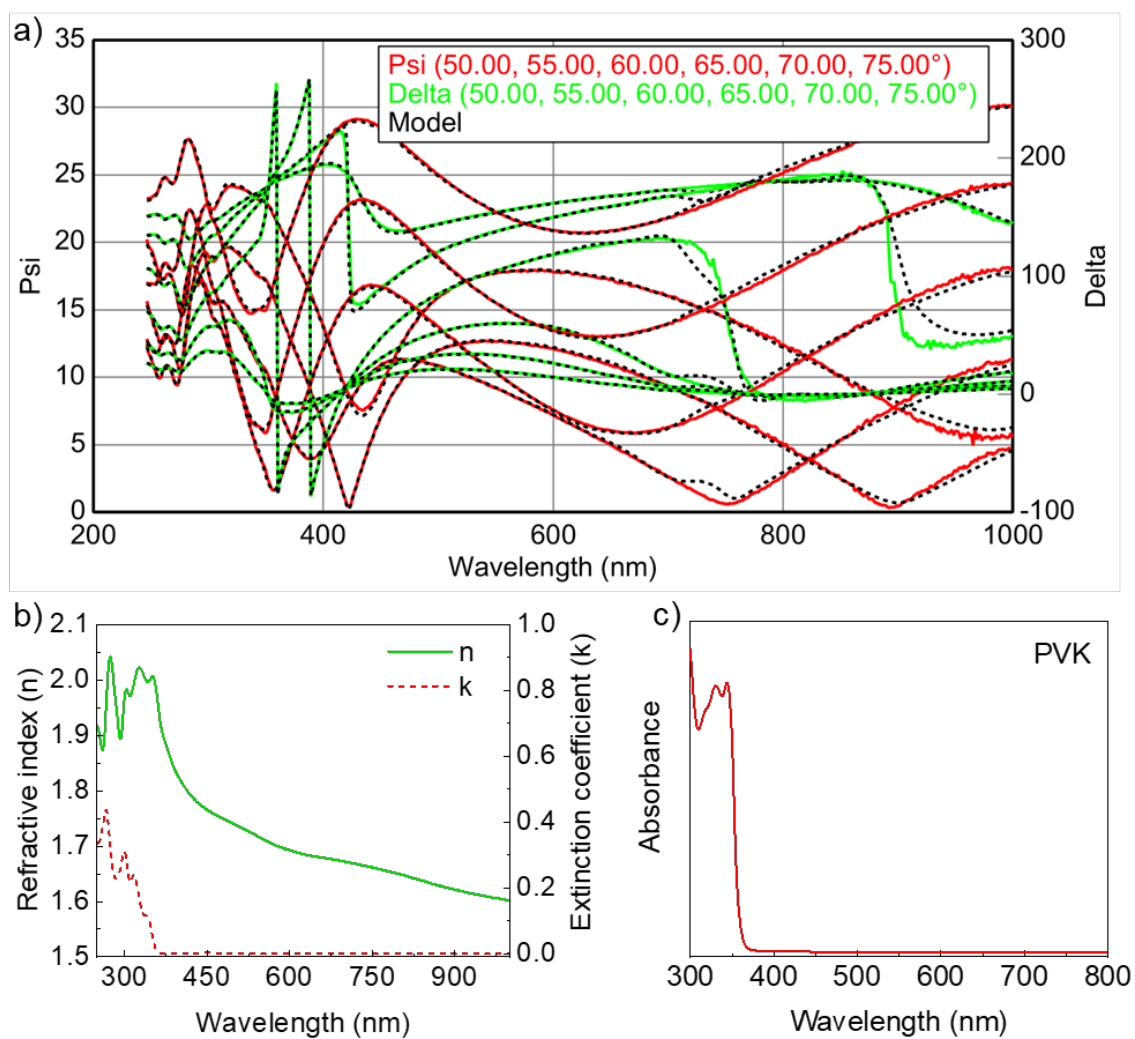 a)
35
30
25
20
15
10
5
0
Psi
300
200
100
0
-100
Delta
Psi (50.00, 55.00, 60.00, 65.00, 70.00, 75.00°)
Delta (50.00, 55.00, 60.00, 65.00, 70.00, 75.00°)
Model
200 400 600 800 1000
Wavelength (nm)
b)
2.1
2.0
1.9
1.8
1.7
1.6
1.5
Refractive index (n)
n
k
1.0
0.8
0.6
0.4
0.2
0.0
Extinction coefficient (k)
300 450 600 750 900
Wavelength (nm)
c)
PVK
Absorbance
300 400 500 600 700 800
Wavelength (nm)